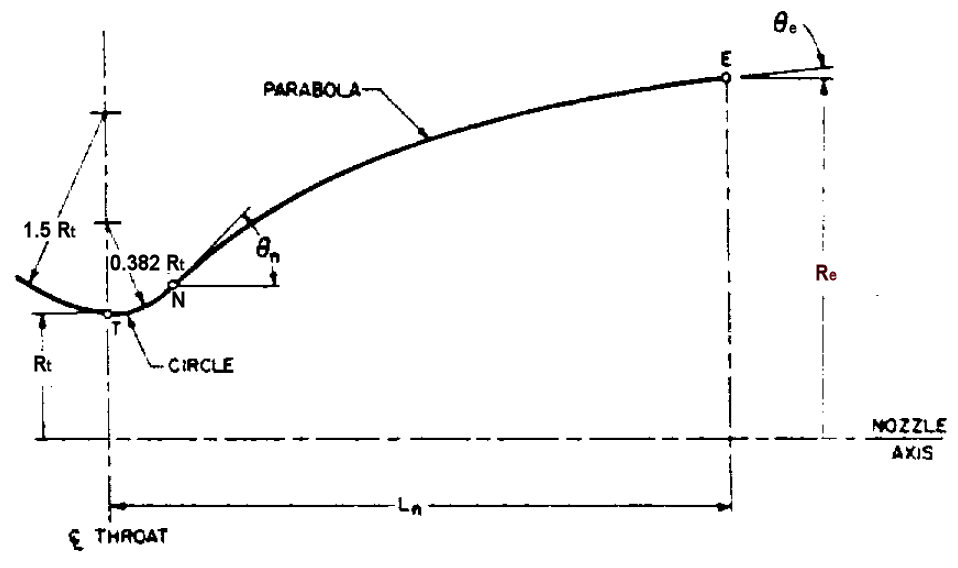 θe
E
PARABOLA
1.5 Rt
0.382 Rt
θn
N
Re
T
Rt
CIRCLE
NOZZLE
AXIS
Ln
℄ THROAT